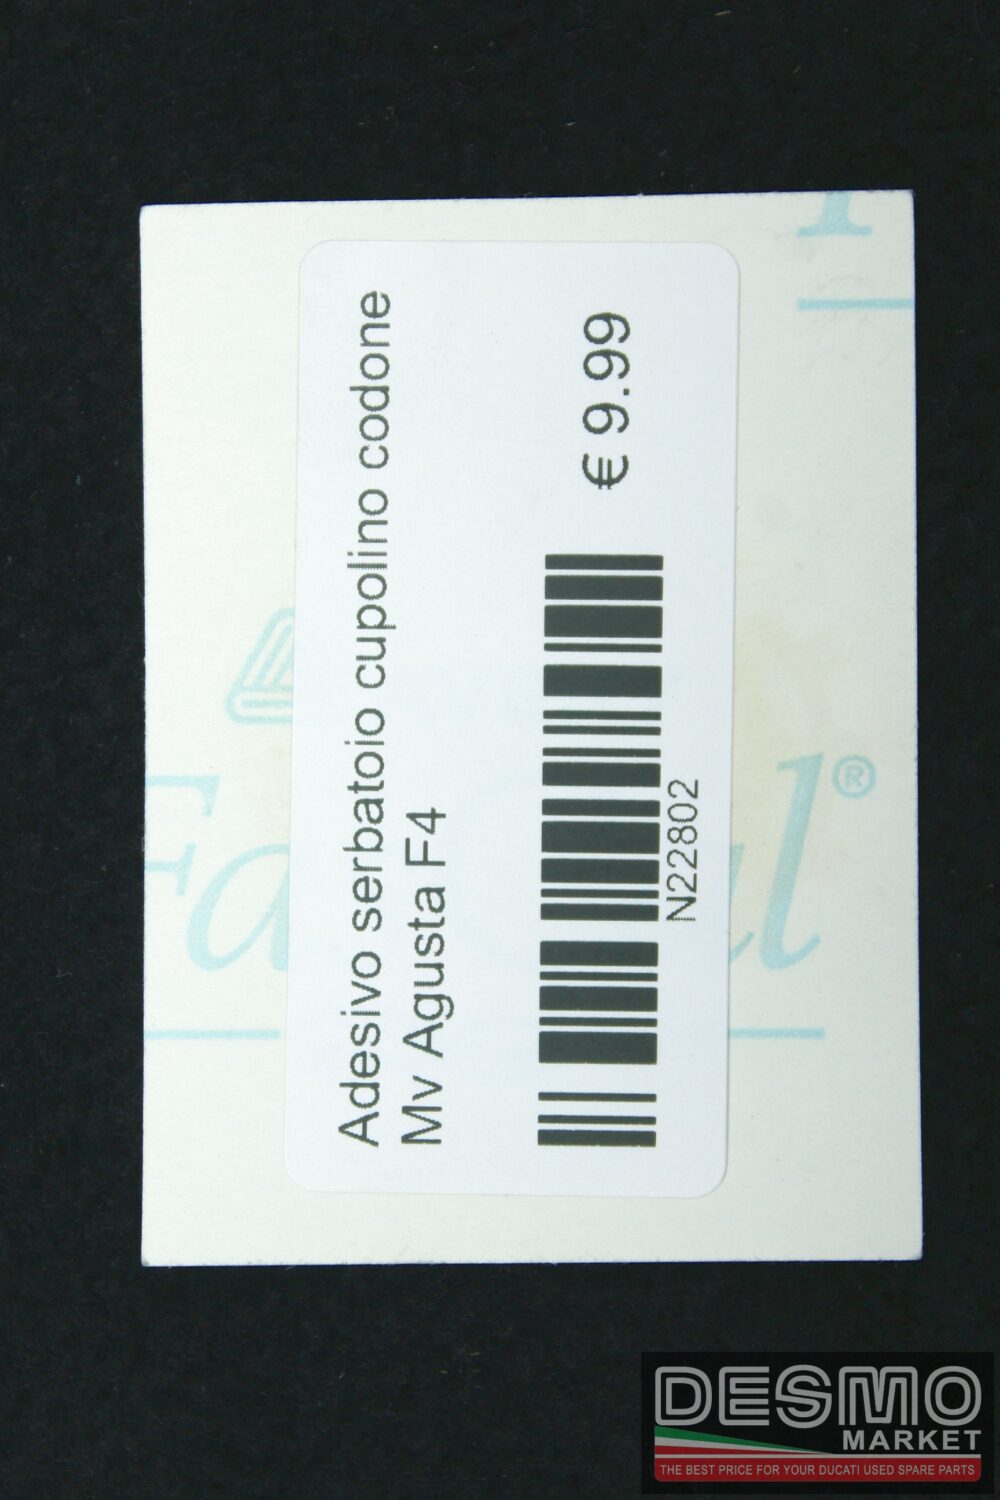 Adesivo serbatoio cupolino codone
Mv Agusta F4
€ 9.99
N22802
Fa
l®
DESMO
MARKET
THE BEST PRICE FOR YOUR DUCATI USED SPARE PARTS